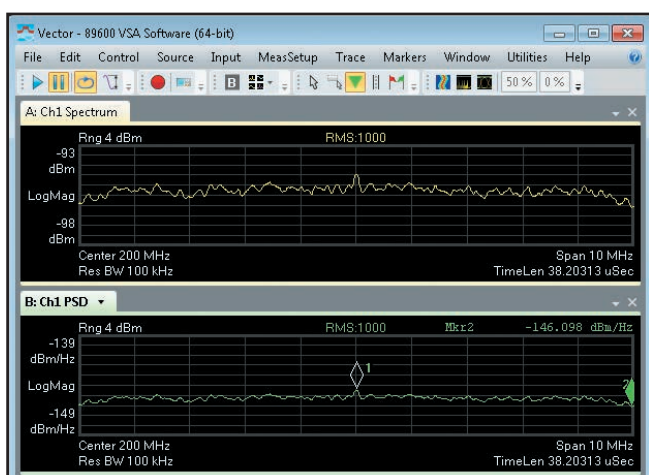 Vector - 89600 VSA Software (64-bit)
File Edit Control Source Input MeasSetup Trace Markers Window Utilities Help
B 50 % 0 %
A: Ch1 Spectrum
Rng 4 dBm RMS:1000
-93
dBm
LogMag
-98
dBm
Center 200 MHz Span 10 MHz
Res BW 100 kHz TimeLen 38.20313 uSec
B: Ch1 PSD
Rng 4 dBm RMS:1000 Mkr2 -146.098 dBm/Hz
-139
dBm/Hz
1
LogMag 2
-149
dBm/Hz
Center 200 MHz Span 10 MHz
Res BW 100 kHz TimeLen 38.20313 uSec